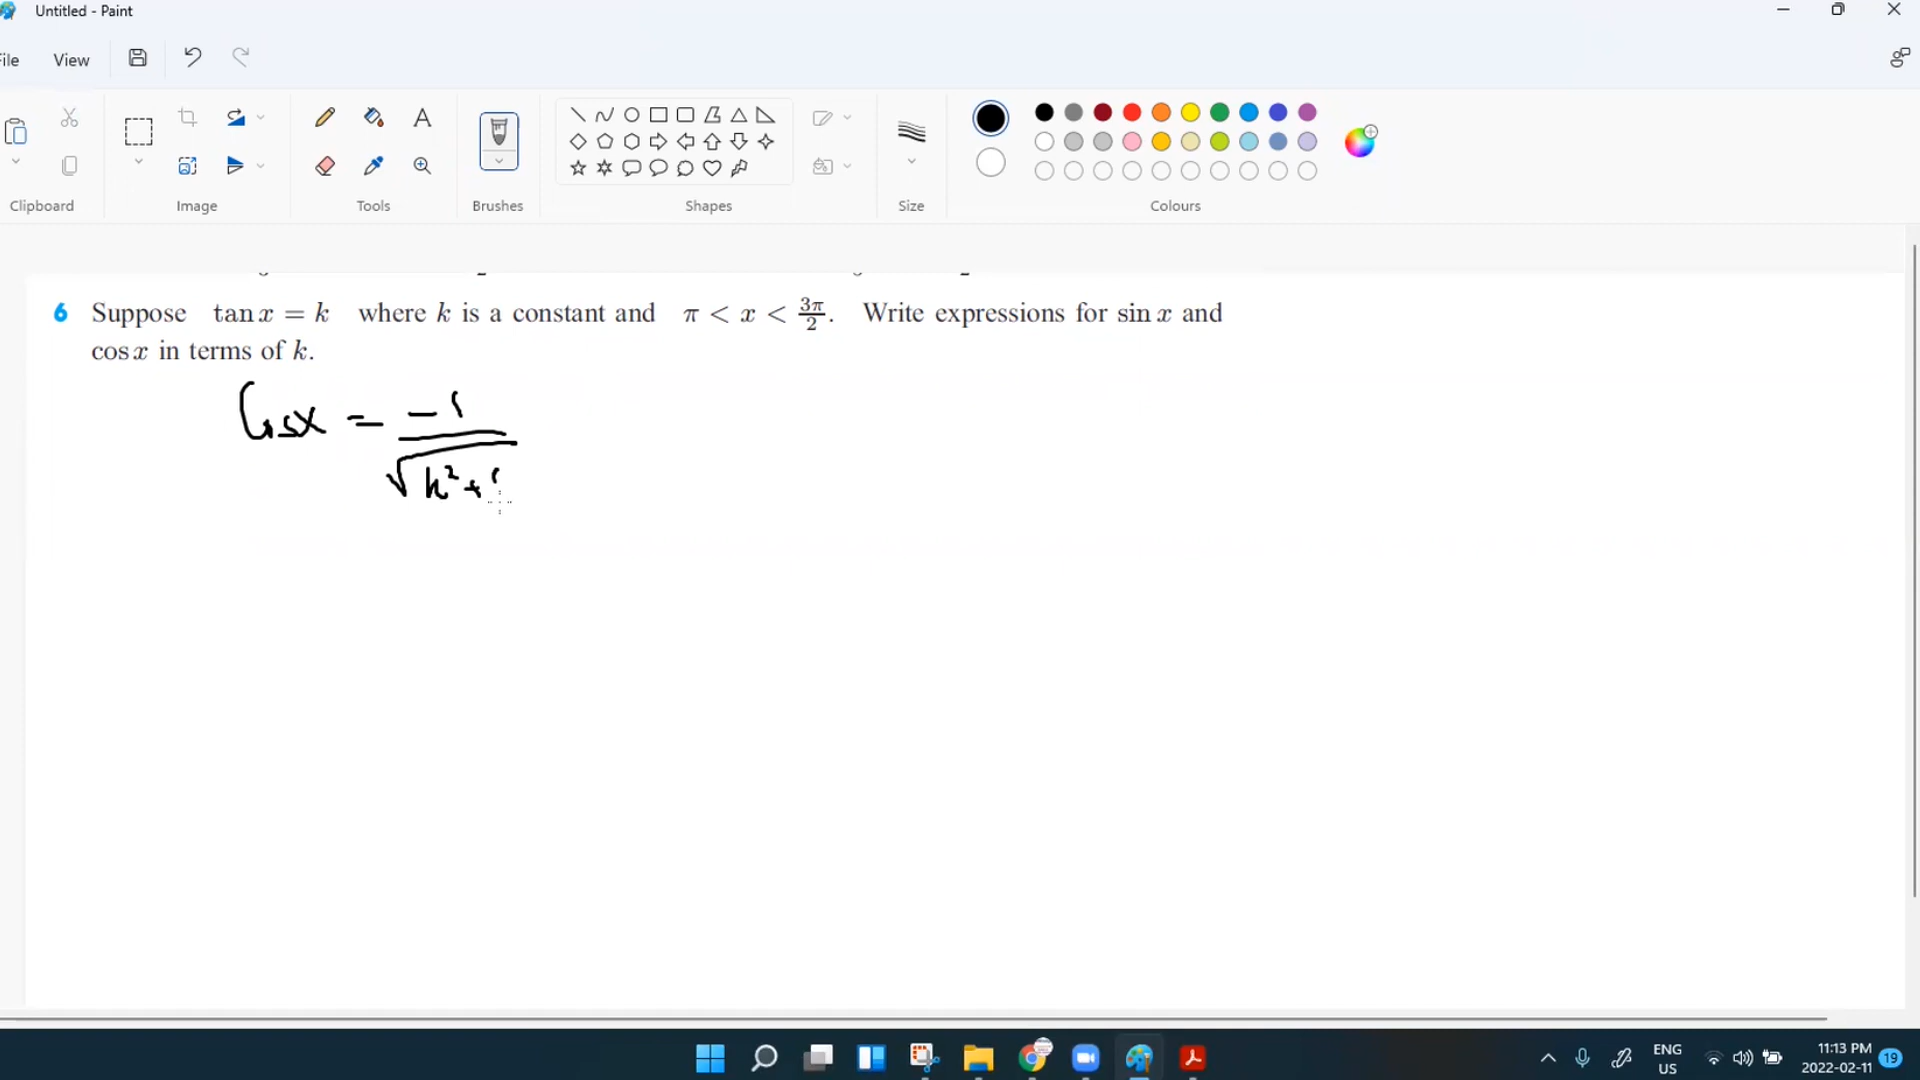 Untitled - Paint
File View
Clipboard Image Tools Brushes Shapes Size Colours
6 Suppose tan x = k where k is a constant and π < x < 3π/2. Write expressions for sin x and
cos x in terms of k.
Cosx = -1/√(k²+1
ENG
US
11:13 PM
2022-02-11
19